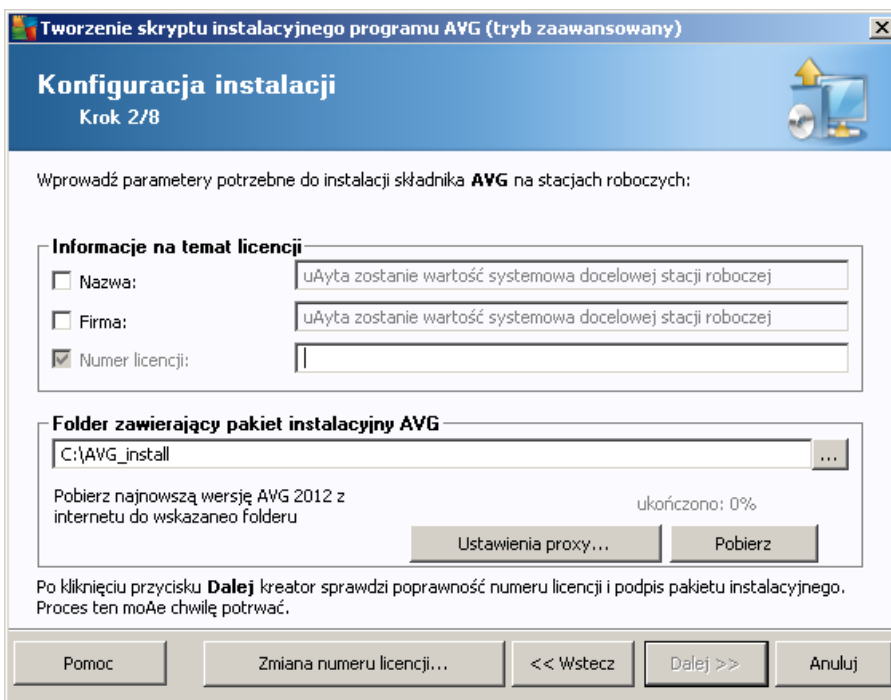 Tworzenie skryptu instalacyjnego programu AVG (tryb zaawansowany)
Konfiguracja instalacji
Krok 2/8
Wprowadź parametery potrzebne do instalacji składnika AVG na stacjach roboczych:
Informacje na temat licencji
Nazwa:
uAyta zostanie wartość systemowa docelowej stacji roboczej
Firma:
uAyta zostanie wartość systemowa docelowej stacji roboczej
Numer licencji:
Folder zawierający pakiet instalacyjny AVG
C:\AVG_install
...
Pobierz najnowszą wersję AVG 2012 z
internetu do wskazaneo folderu
ukończono: 0%
Ustawienia proxy...
Pobierz
Po kliknięciu przycisku Dalej kreator sprawdzi poprawność numeru licencji i podpis pakietu instalacyjnego.
Proces ten moAe chwilę potrwać.
Pomoc
Zmiana numeru licencji...
<< Wstecz
Dalej >>
Anuluj